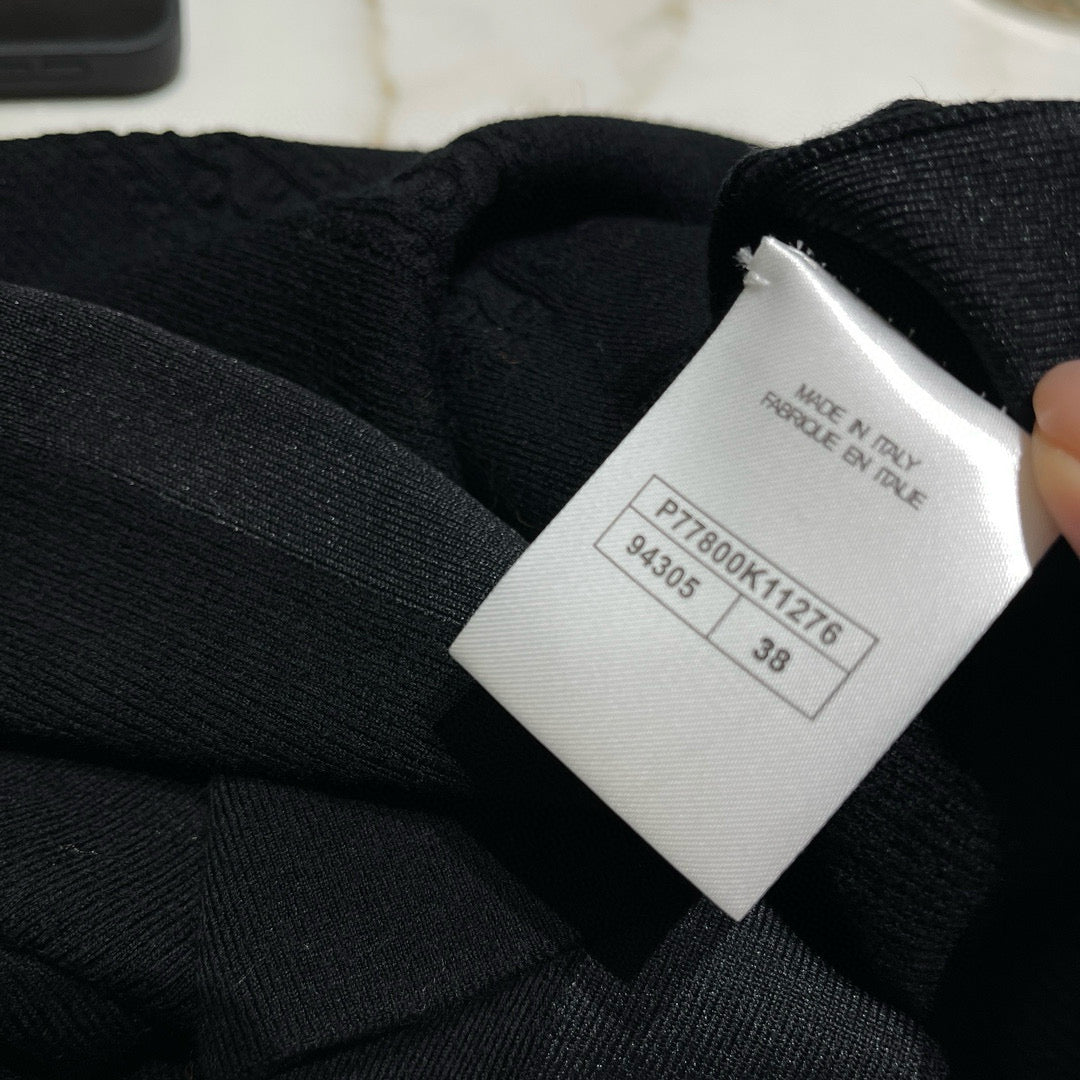 MADE IN ITALY
FABRIQUE EN ITALIE
P77800K11276
94305
38